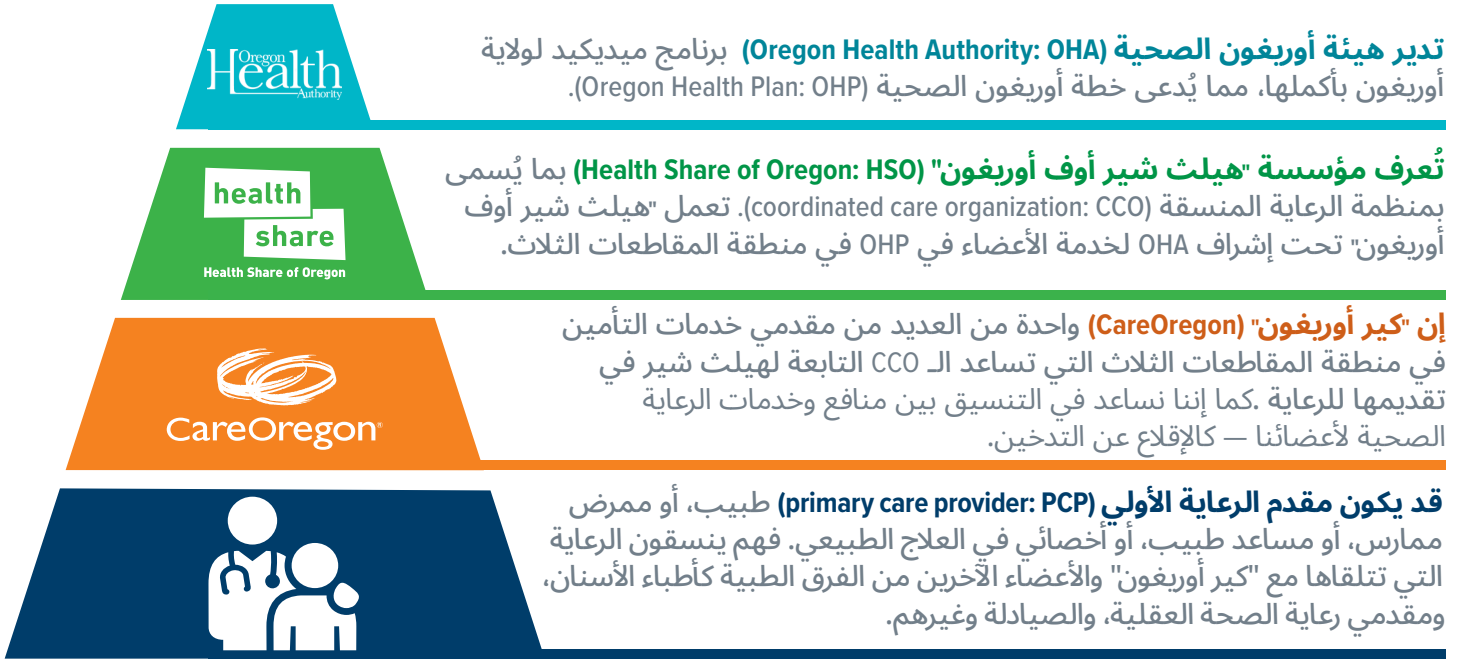 Oregon
Health
Authority
تدير هيئة أوريغون الصحية (Oregon Health Authority: OHA) برنامج ميديكيد لولاية
أوريغون بأكملها، مما يُدعى خطة أوريغون الصحية (Oregon Health Plan: OHP).
health
share
Health Share of Oregon
تُعرف مؤسسة "هيلث شير أوف أوريغون" (Health Share of Oregon: HSO) بما يُسمى
بمنظمة الرعاية المنسقة (coordinated care organization: CCO). تعمل "هيلث شير أوف
أوريغون" تحت إشراف OHA لخدمة الأعضاء في OHP في منطقة المقاطعات الثلاث.
CareOregon®
إن "كير أوريغون" (CareOregon) واحدة من العديد من مقدمي خدمات التأمين
في منطقة المقاطعات الثلاث التي تساعد الـ CCO التابعة لهيلث شير في
تقديمها للرعاية .كما إننا نساعد في التنسيق بين منافع وخدمات الرعاية
الصحية لأعضائنا — كالإقلاع عن التدخين.
قد يكون مقدم الرعاية الأولي (primary care provider: PCP) طبيب، أو ممرض
ممارس، أو مساعد طبيب، أو أخصائي في العلاج الطبيعي. فهم ينسقون الرعاية
التي تتلقاها مع "كير أوريغون" والأعضاء الآخرين من الفرق الطبية كأطباء الأسنان،
ومقدمي رعاية الصحة العقلية، والصيادلة وغيرهم.